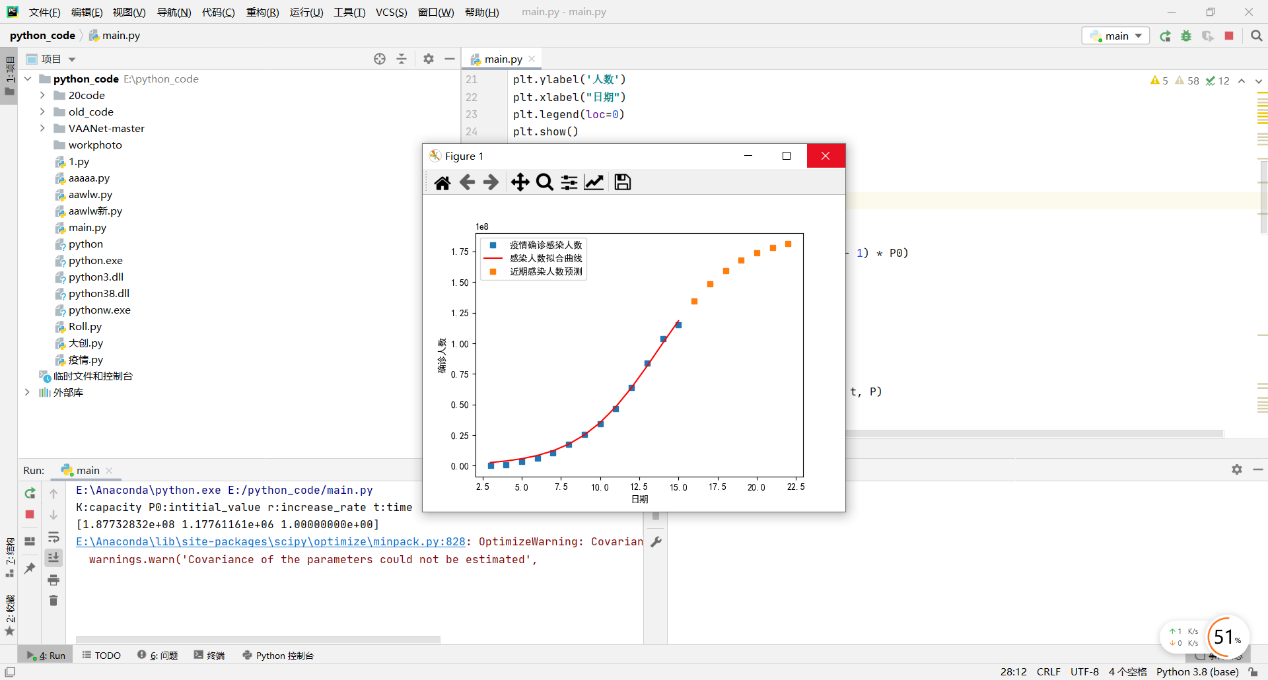 文件(F) 编辑(E) 视图(V) 导航(N) 代码(C) 重构(R) 运行(U) 工具(T) VCS(S) 窗口(W) 帮助(H) main.py - main.py
python_code 〉 main.py
main
1: 项目
项目
main.py
python_code E:\python_code
20code
old_code
VAANet-master
workphoto
1.py
aaaaa.py
aawlw.py
aawlw新.py
main.py
python
python.exe
python3.dll
python38.dll
pythonw.exe
Roll.py
大创.py
疫情.py
临时文件和控制台
外部库
5 58 12
21 plt.ylabel('人数')
22 plt.xlabel("日期")
23 plt.legend(loc=0)
24 plt.show()
- 1) * P0)
t, P)
Figure 1
1e8
疫情确诊感染人数
感染人数拟合曲线
近期感染人数预测
1.75
1.50
1.25
1.00
0.75
0.50
0.25
0.00
确诊人数
2.5 5.0 7.5 10.0 12.5 15.0 17.5 20.0 22.5
日期
Run: main
E:\Anaconda\python.exe E:/python_code/main.py
K:capacity P0:intitial_value r:increase_rate t:time
[1.87732832e+08 1.17761161e+06 1.00000000e+00]
E:\Anaconda\lib\site-packages\scipy\optimize\minpack.py:828: OptimizeWarning: Covarian
warnings.warn('Covariance of the parameters could not be estimated',
7: 结构
2: 收藏
1 K/s
0 K/s
51%
4: Run TODO 6: 问题 终端 Python 控制台
28:12 CRLF UTF-8 4 个空格 Python 3.8 (base)